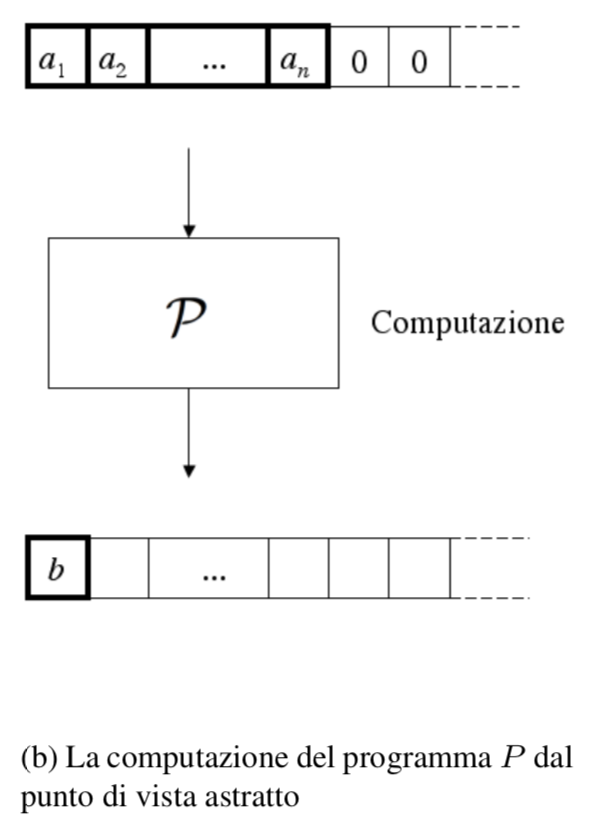 a₁ a₂ ... aₙ 0 0
𝒫 Computazione
b ...
(b) La computazione del programma P dal
punto di vista astratto